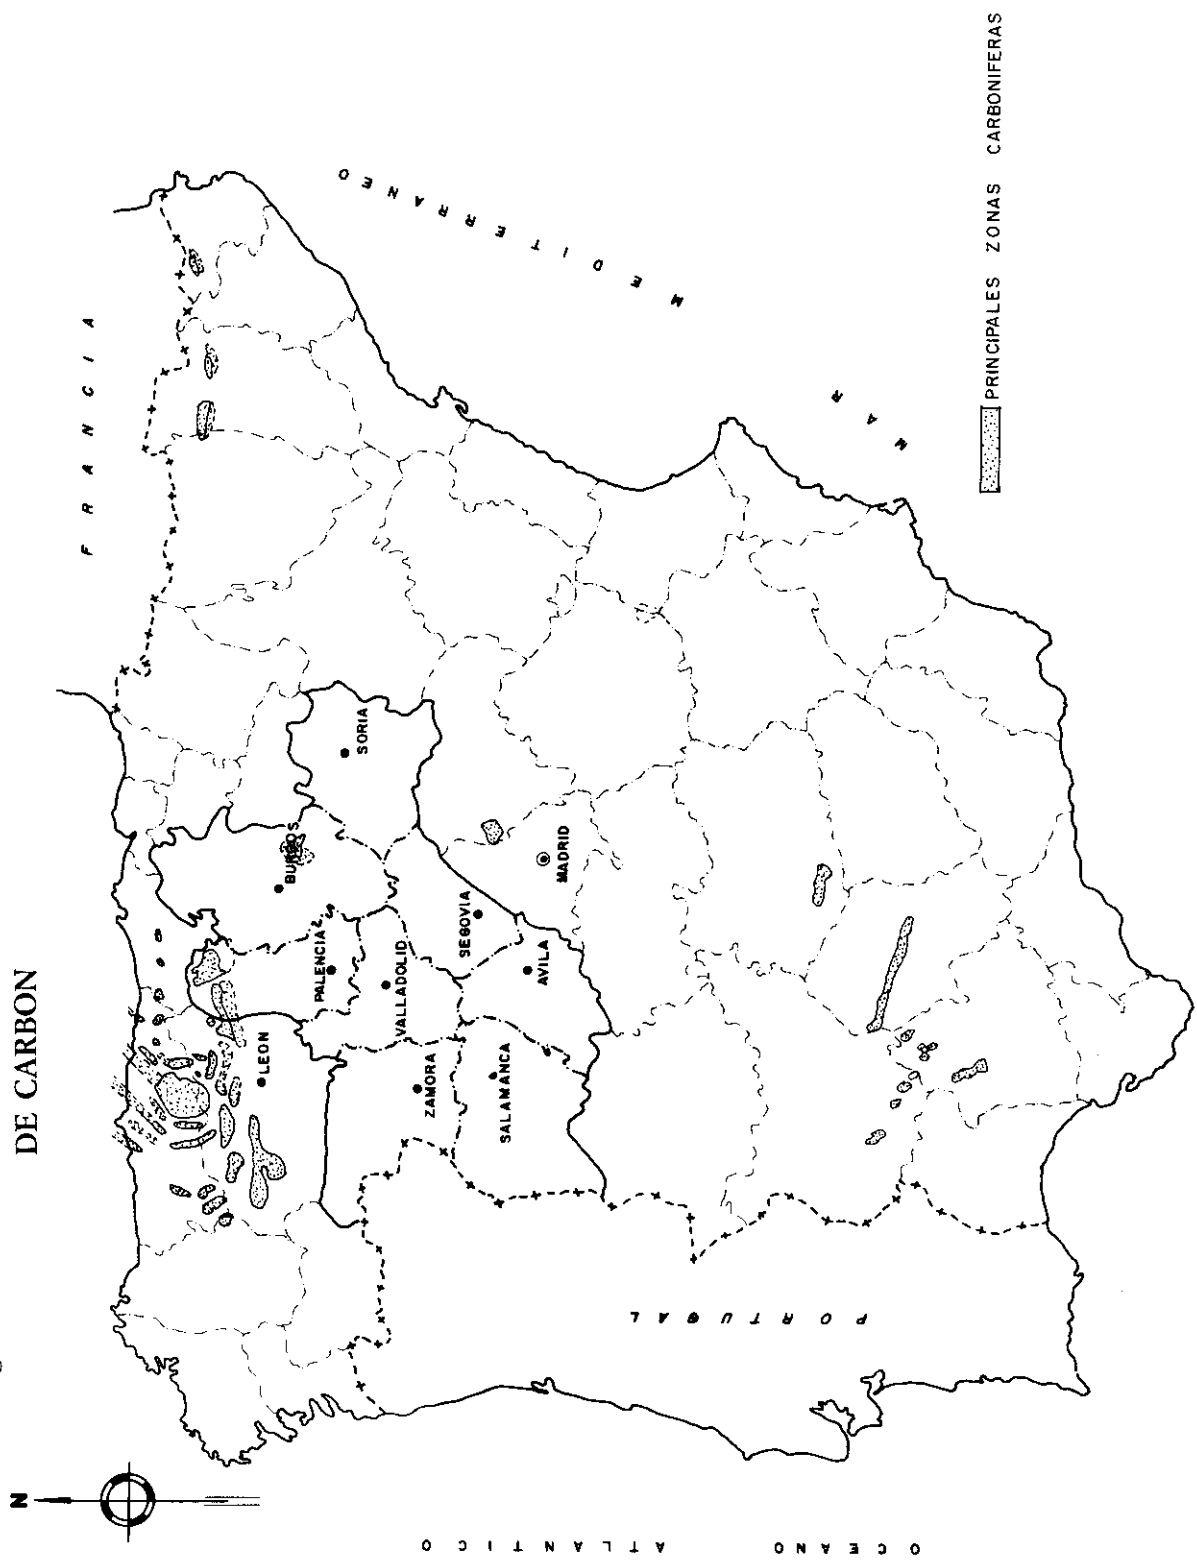 DE CARBON
N
FRANCIA
MAR MEDITERRANEO
OCEANO ATLANTICO
PORTUGAL
LEON
BURGOS
PALENCIA
SORIA
VALLADOLID
ZAMORA
SEGOVIA
SALAMANCA
AVILA
MADRID
PRINCIPALES ZONAS CARBONIFERAS